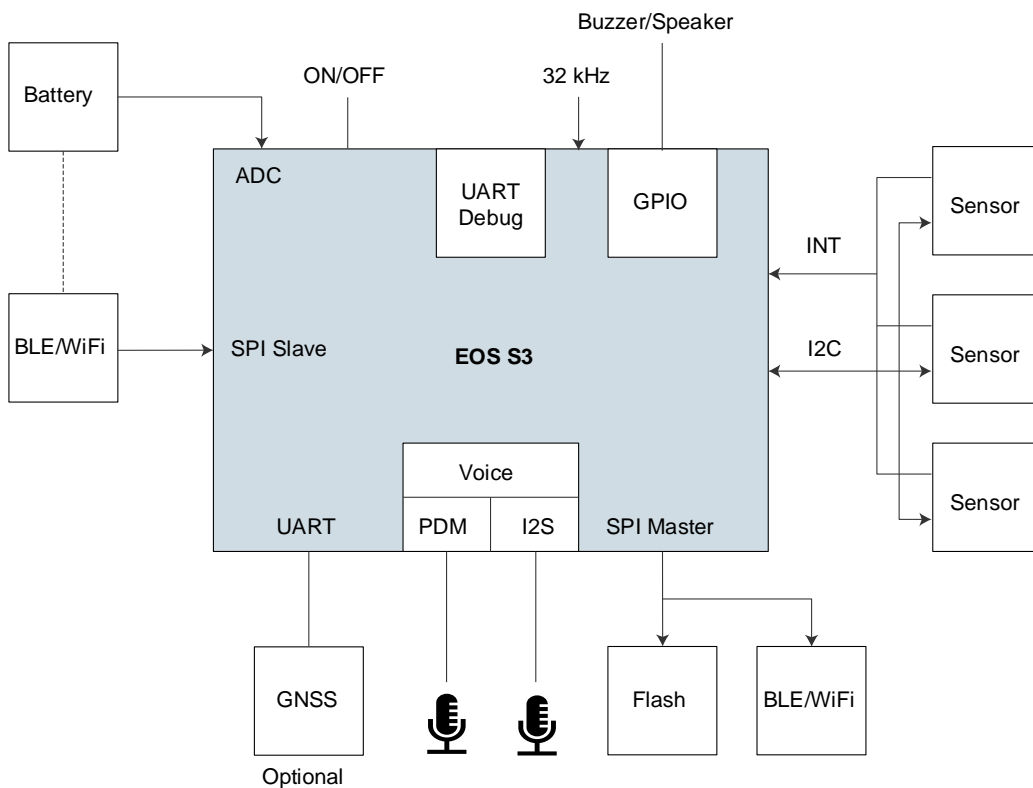 Buzzer/Speaker
Battery
ON/OFF
32 kHz
ADC
UART
Debug
GPIO
Sensor
INT
BLE/WiFi
SPI Slave
EOS S3
I2C
Sensor
Voice
PDM
I2S
UART
SPI Master
Sensor
GNSS
Flash
BLE/WiFi
Optional